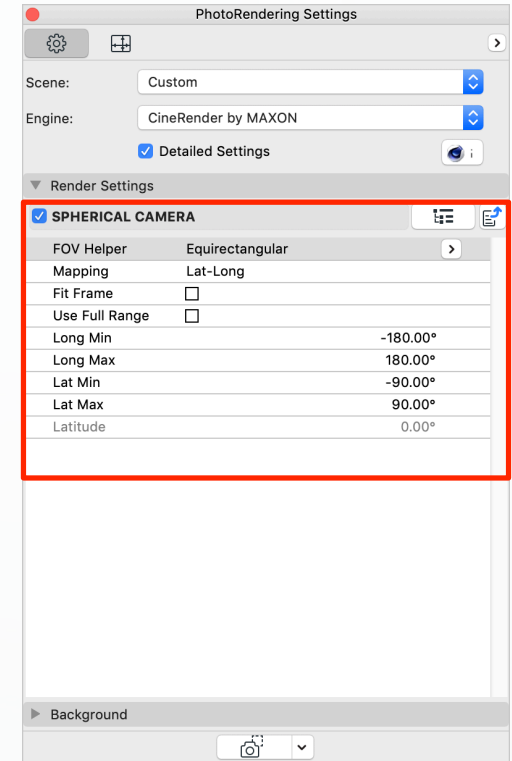 PhotoRendering Settings
Scene: Custom
Engine: CineRender by MAXON
Detailed Settings
Render Settings
SPHERICAL CAMERA
FOV Helper Equirectangular
Mapping Lat-Long
Fit Frame
Use Full Range
Long Min -180.00°
Long Max 180.00°
Lat Min -90.00°
Lat Max 90.00°
Latitude 0.00°
Background